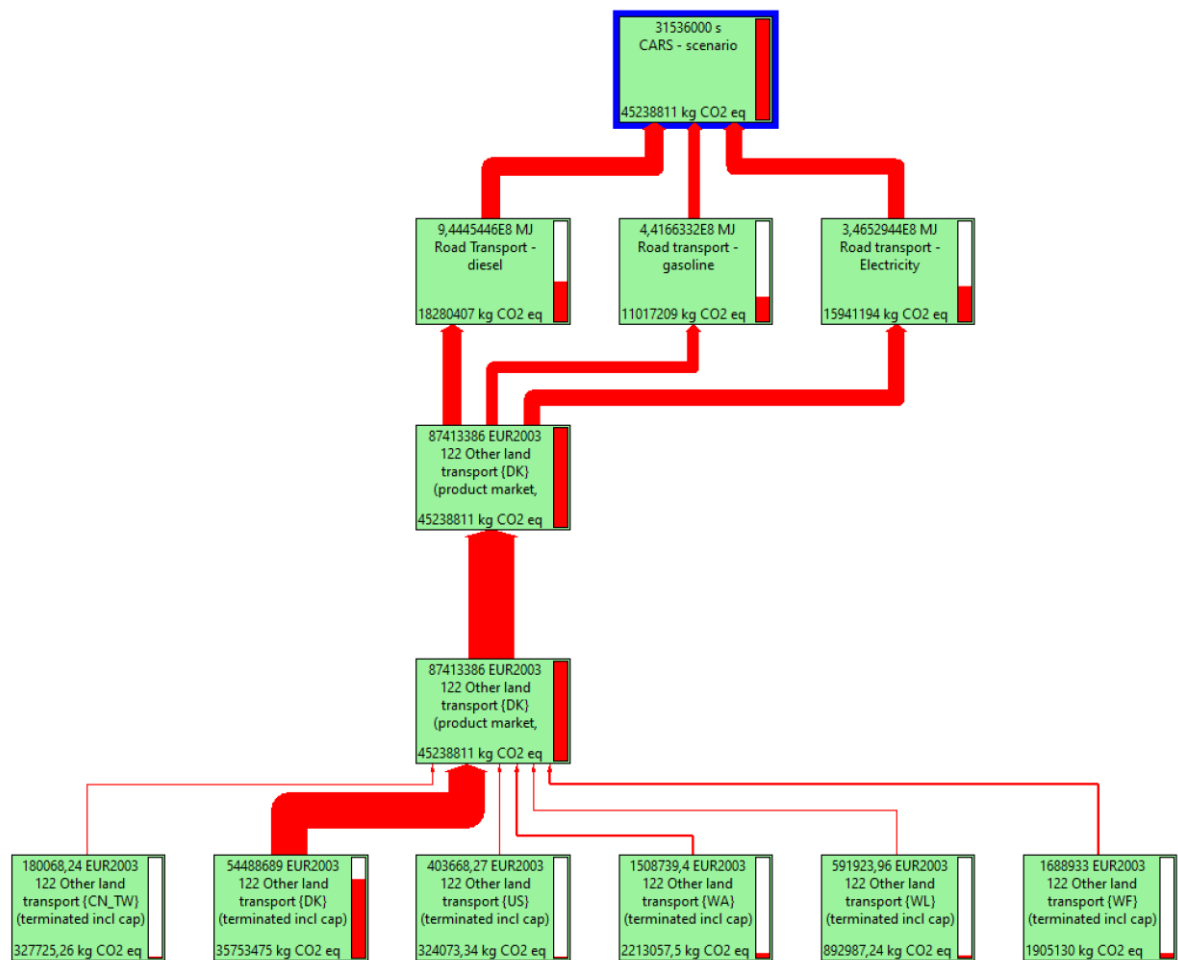 31536000 s
CARS - scenario
45238811 kg CO2 eq
9,4445446E8 MJ
Road Transport -
diesel
18280407 kg CO2 eq
4,4166332E8 MJ
Road transport -
gasoline
11017209 kg CO2 eq
3,4652944E8 MJ
Road transport -
Electricity
15941194 kg CO2 eq
87413386 EUR2003
122 Other land
transport {DK}
(product market,
45238811 kg CO2 eq
87413386 EUR2003
122 Other land
transport {DK}
(product market,
45238811 kg CO2 eq
180068,24 EUR2003
122 Other land
transport {CN_TW}
(terminated incl cap)
327725,26 kg CO2 eq
54488689 EUR2003
122 Other land
transport {DK}
(terminated incl cap)
35753475 kg CO2 eq
403668,27 EUR2003
122 Other land
transport {US}
(terminated incl cap)
324073,34 kg CO2 eq
1508739,4 EUR2003
122 Other land
transport {WA}
(terminated incl cap)
2213057,5 kg CO2 eq
591923,96 EUR2003
122 Other land
transport {WL}
(terminated incl cap)
892987,24 kg CO2 eq
1688933 EUR2003
122 Other land
transport {WF}
(terminated incl cap)
1905130 kg CO2 eq